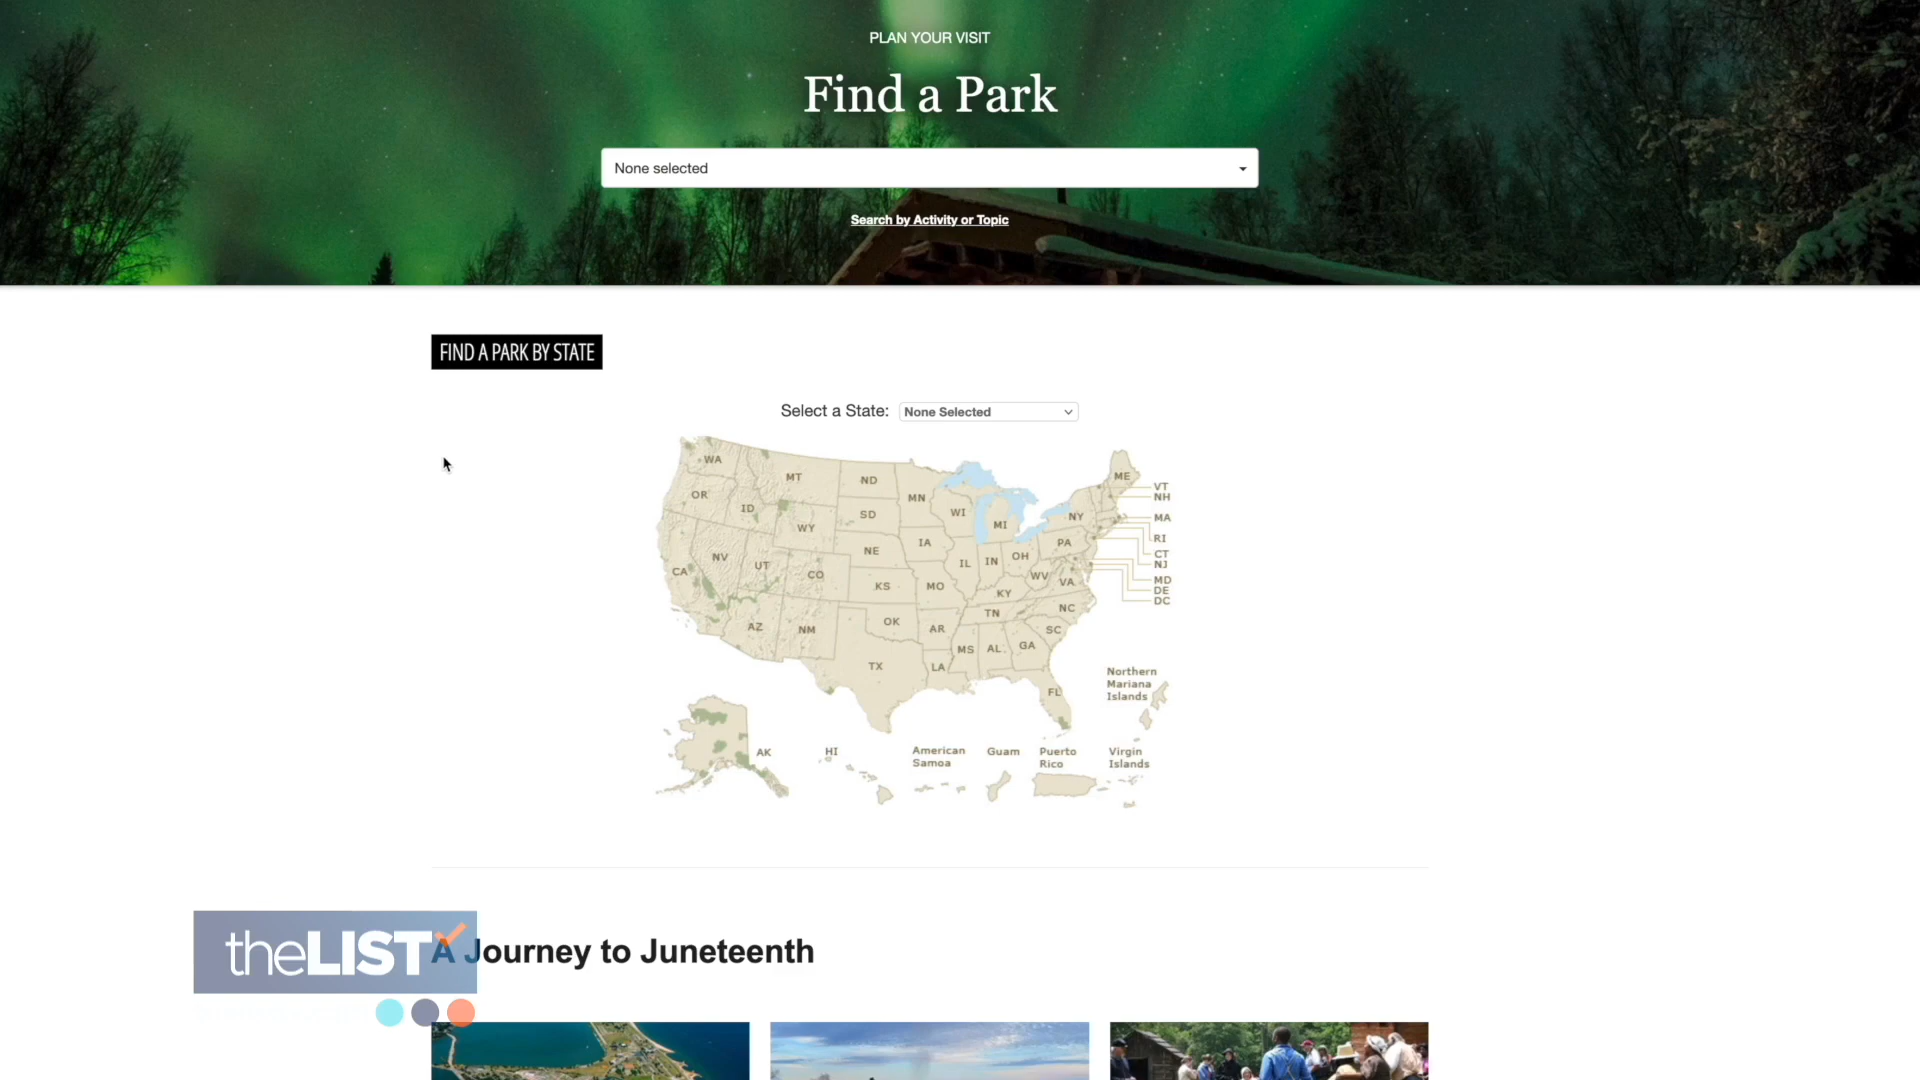 PLAN YOUR VISIT
Find a Park
None selected
Search by Activity or Topic
FIND A PARK BY STATE
Select a State: None Selected
WA
MT
ND
MN
ME
VT
NH
OR
ID
SD
WI
MI
NY
MA
WY
RI
NV
UT
CO
NE
IA
IL
IN
OH
PA
CT
NJ
CA
KS
MO
WV
VA
MD
DE
DC
KY
AZ
NM
OK
AR
TN
NC
SC
TX
LA
MS
AL
GA
FL
Northern
Mariana
Islands
AK
HI
American
Samoa
Guam
Puerto
Rico
Virgin
Islands
theLIST
A Journey to Juneteenth